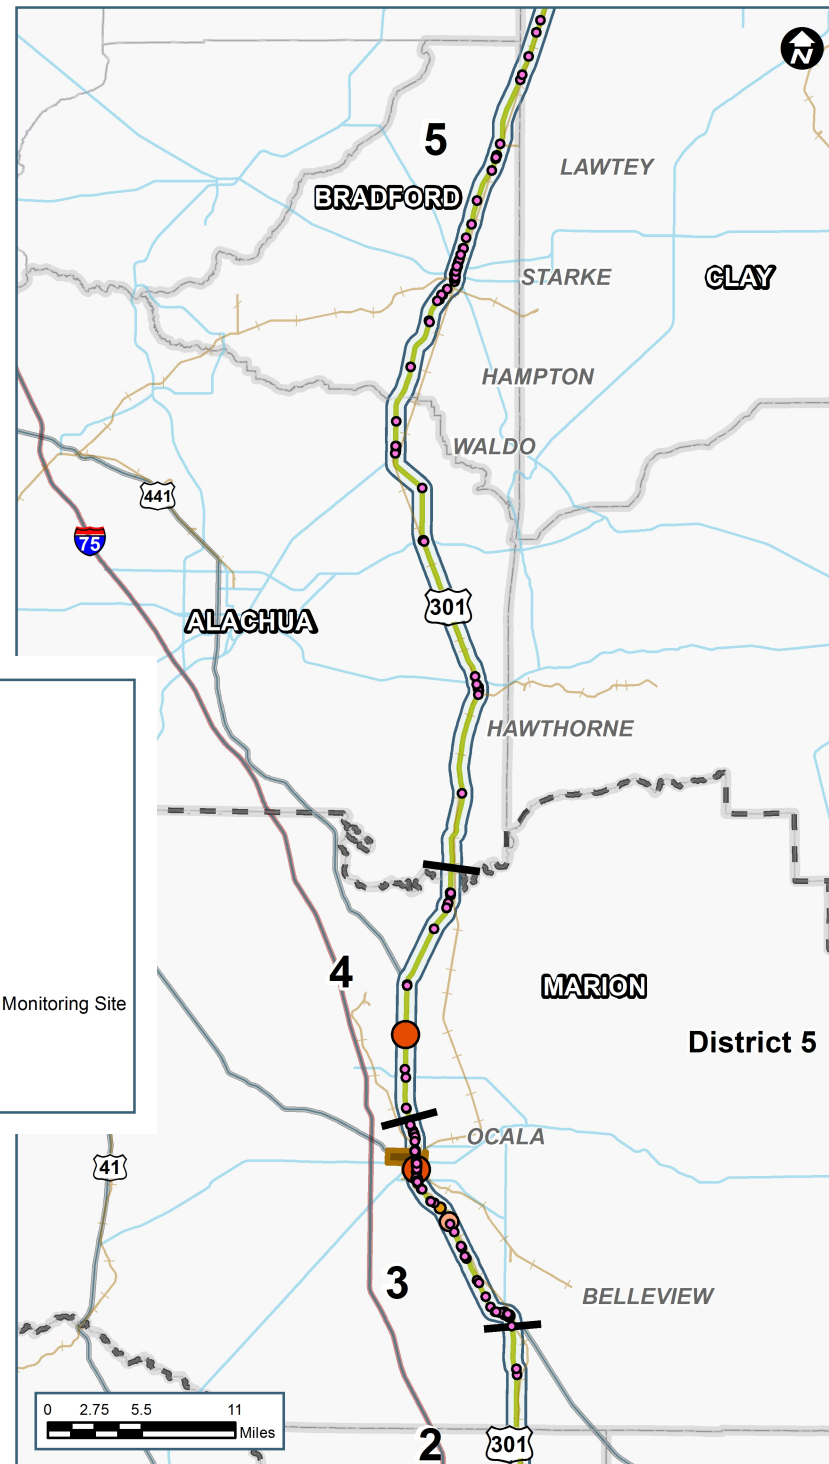 N
5
LAWTEY
BRADFORD
STARKE
CLAY
HAMPTON
WALDO
441
75
301
ALACHUA
HAWTHORNE
4
MARION
Monitoring Site
District 5
OCALA
41
3
BELLEVIEW
0 2.75 5.5 11
Miles
2
301